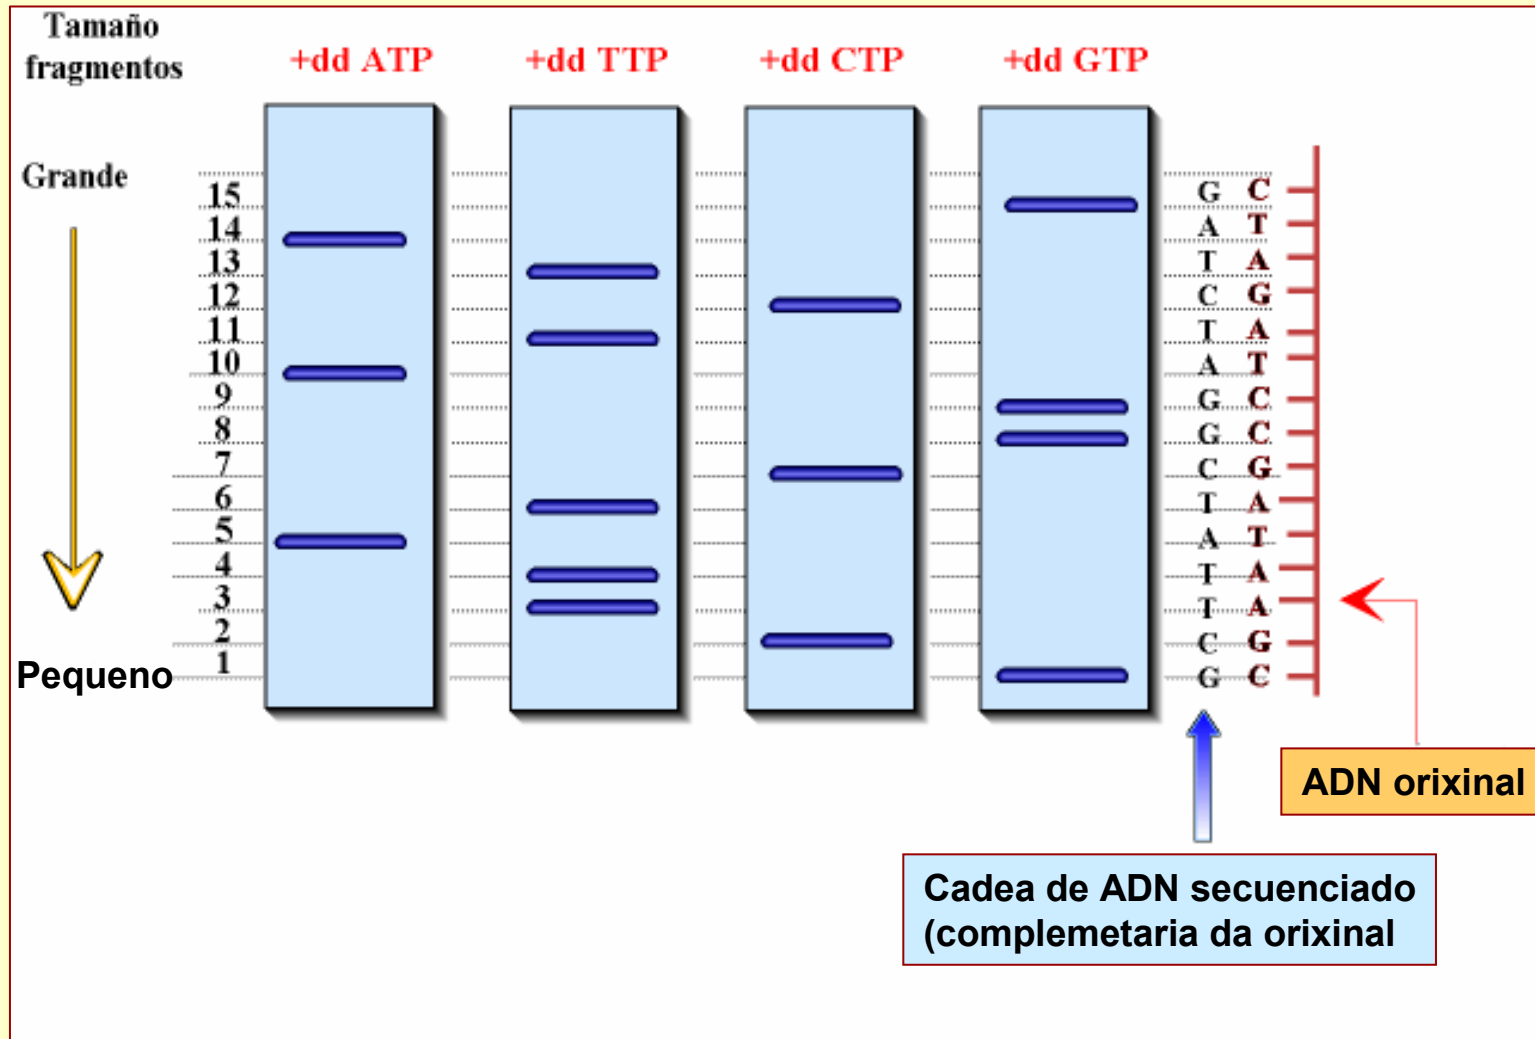 Tamaño
fragmentos
+dd ATP
+dd TTP
+dd CTP
+dd GTP
Grande
15 G C
14 A T
13 T A
12 C G
11 T A
10 A T
9 G C
8 G C
7 C G
6 T A
5 A T
4 T A
3 T A
2 C G
1 G C
Pequeno
ADN orixinal
Cadea de ADN secuenciado
(complemetaria da orixinal